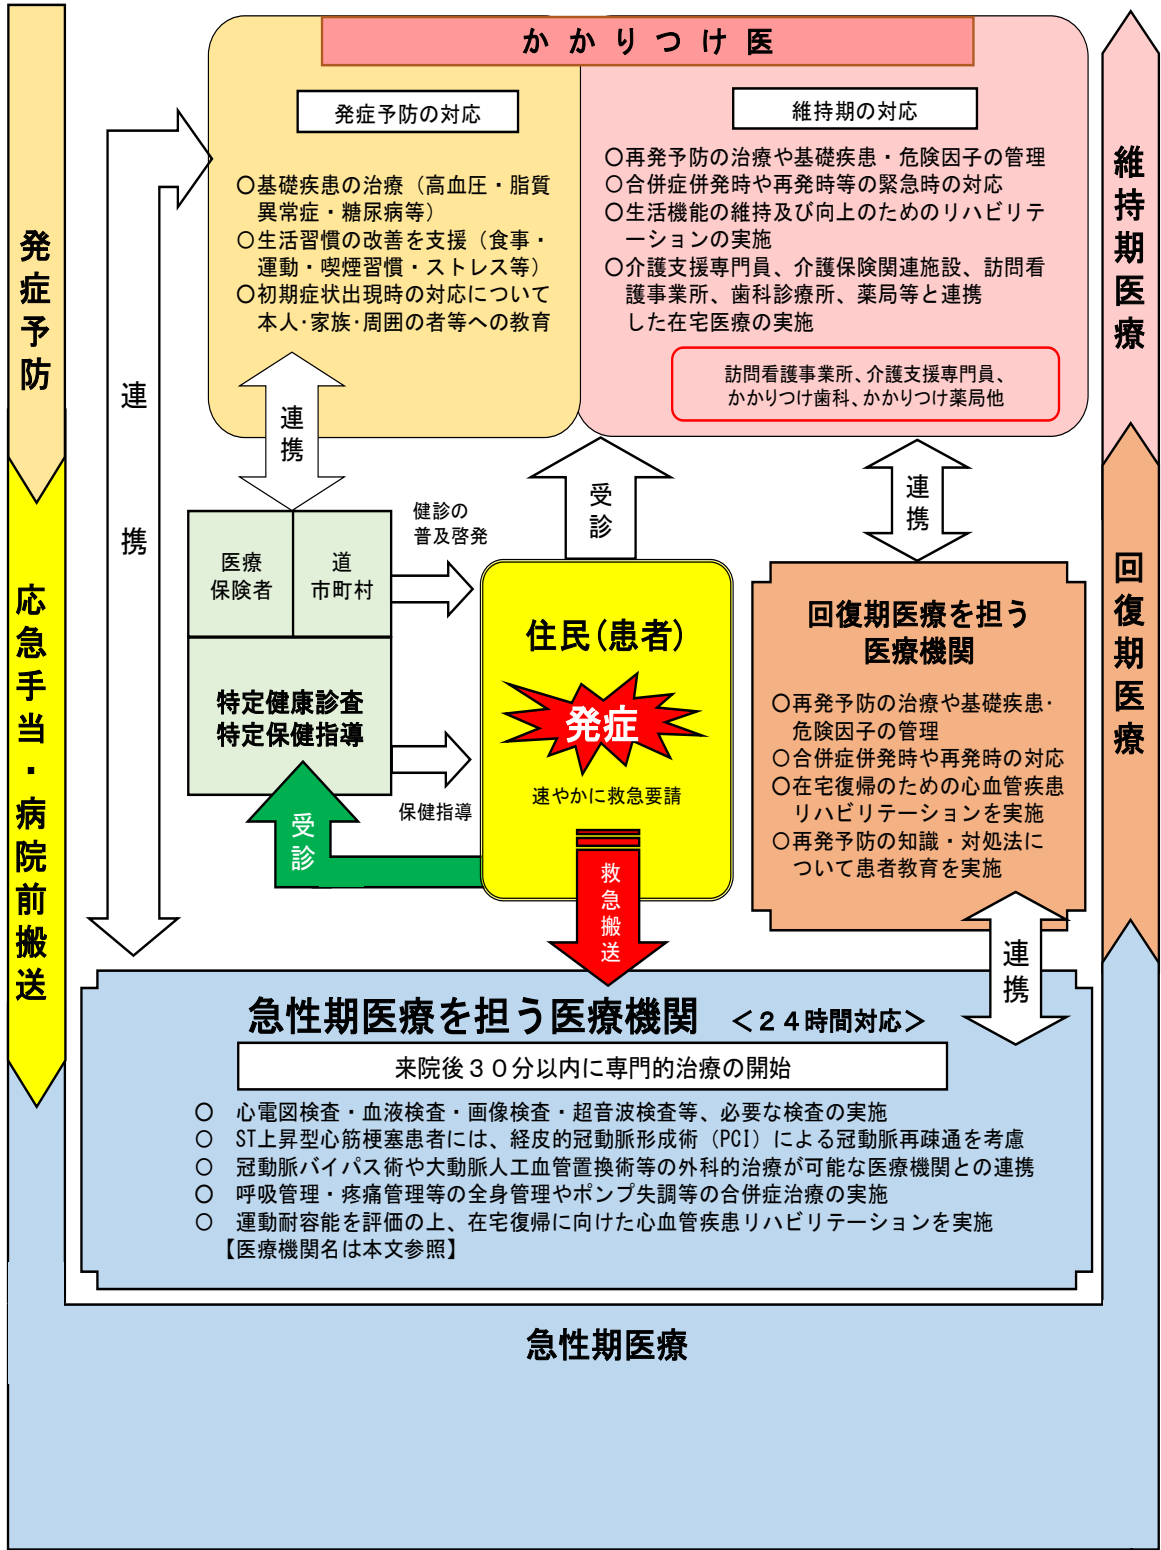 かかりつけ医
発症予防の対応
○基礎疾患の治療（高血圧・脂質
異常症・糖尿病等）
○生活習慣の改善を支援（食事・
運動・喫煙習慣・ストレス等）
○初期症状出現時の対応について
本人・家族・周囲の者等への教育
維持期の対応
○再発予防の治療や基礎疾患・危険因子の管理
○合併症併発時や再発時等の緊急時の対応
○生活機能の維持及び向上のためのリハビリテ
ーションの実施
○介護支援専門員、介護保険関連施設、訪問看
護事業所、歯科診療所、薬局等と連携
した在宅医療の実施
訪問看護事業所、介護支援専門員、
かかりつけ歯科、かかりつけ薬局他
発症予防
応急手当・病院前搬送
維持期医療
回復期医療
連携
連携
受診
連携
医療
保険者
道
市町村
健診の
普及啓発
特定健康診査
特定保健指導
保健指導
受診
住民(患者)
発症
速やかに救急要請
救急搬送
回復期医療を担う
医療機関
○再発予防の治療や基礎疾患・
危険因子の管理
○合併症併発時や再発時の対応
○在宅復帰のための心血管疾患
リハビリテーションを実施
○再発予防の知識・対処法に
ついて患者教育を実施
連携
急性期医療を担う医療機関 ＜２４時間対応＞
来院後３０分以内に専門的治療の開始
○ 心電図検査・血液検査・画像検査・超音波検査等、必要な検査の実施
○ ST上昇型心筋梗塞患者には、経皮的冠動脈形成術（PCI）による冠動脈再疎通を考慮
○ 冠動脈バイパス術や大動脈人工血管置換術等の外科的治療が可能な医療機関との連携
○ 呼吸管理・疼痛管理等の全身管理やポンプ失調等の合併症治療の実施
○ 運動耐容能を評価の上、在宅復帰に向けた心血管疾患リハビリテーションを実施
【医療機関名は本文参照】
急性期医療